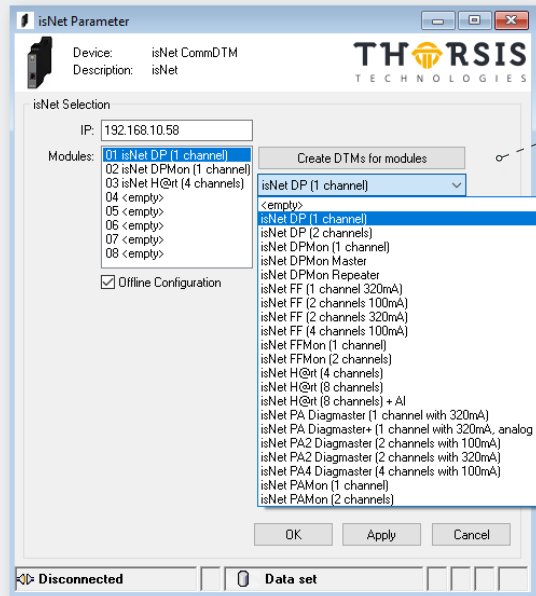 isNet Parameter
Device: isNet CommDTM
Description: isNet
THORSIS
TECHNOLOGIES
isNet Selection
IP: 192.168.10.58
Modules:
01 isNet DP (1 channel)
02 isNet DPMon (1 channel)
03 isNet H@rt (4 channels)
04 <empty>
05 <empty>
06 <empty>
07 <empty>
08 <empty>
Offline Configuration
Create DTMs for modules
isNet DP (1 channel)
<empty>
isNet DP (1 channel)
isNet DP (2 channels)
isNet DPMon (1 channel)
isNet DPMon Master
isNet DPMon Repeater
isNet FF (1 channel 320mA)
isNet FF (2 channels 100mA)
isNet FF (2 channels 320mA)
isNet FF (4 channels 100mA)
isNet FFMon (1 channel)
isNet FFMon (2 channels)
isNet H@rt (4 channels)
isNet H@rt (8 channels)
isNet H@rt (8 channels) + AI
isNet PA Diagmaster (1 channel with 320mA)
isNet PA Diagmaster+ (1 channel with 320mA, analog
isNet PA2 Diagmaster (2 channels with 100mA)
isNet PA2 Diagmaster (2 channels with 320mA)
isNet PA4 Diagmaster (4 channels with 100mA)
isNet PAMon (1 channel)
isNet PAMon (2 channels)
OK Apply Cancel
Disconnected Data set